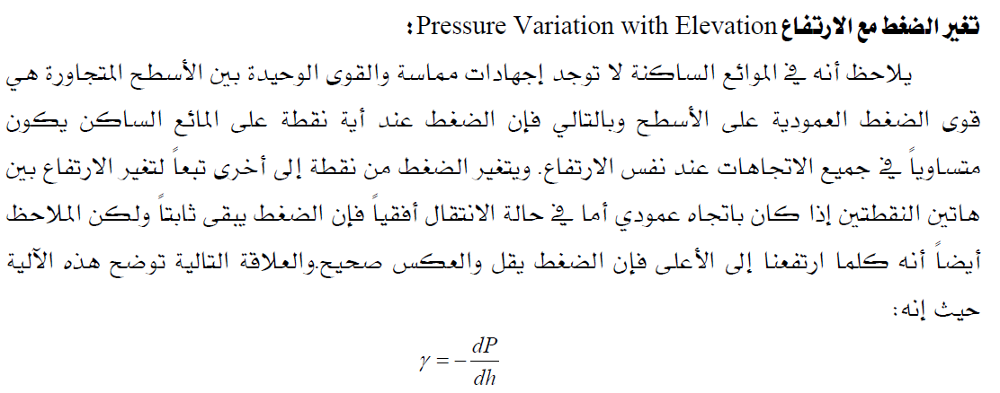 تغير الضغط مع الارتفاع Pressure Variation with Elevation:
يلاحظ أنه في الموائع الساكنة لا توجد إجهادات مماسة والقوى الوحيدة بين الأسطح المتجاورة هي
قوى الضغط العمودية على الأسطح وبالتالي فإن الضغط عند أية نقطة على المائع الساكن يكون
متساوياً في جميع الاتجاهات عند نفس الارتفاع. ويتغير الضغط من نقطة إلى أخرى تبعاً لتغير الارتفاع بين
هاتين النقطتين إذا كان باتجاه عمودي أما في حالة الانتقال أفقياً فإن الضغط يبقى ثابتاً ولكن الملاحظ
أيضاً أنه كلما ارتفعنا إلى الأعلى فإن الضغط يقل والعكس صحيح.والعلاقة التالية توضح هذه الآلية
حيث إنه:
γ = − dP/dh